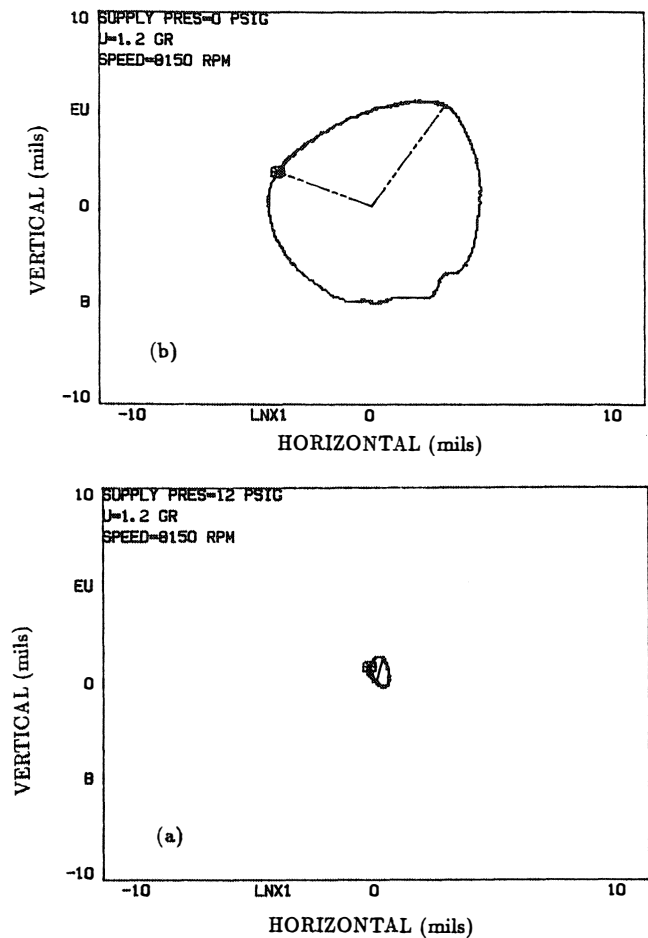 10
SUPPLY PRES=0 PSIG
U=1.2 GR
SPEED=8150 RPM
EU
VERTICAL (mils)
0
B
(b)
-10
-10 LNX1 0 10
HORIZONTAL (mils)
10
SUPPLY PRES=12 PSIG
U=1.2 GR
SPEED=8150 RPM
EU
VERTICAL (mils)
0
B
(a)
-10
-10 LNX1 0 10
HORIZONTAL (mils)